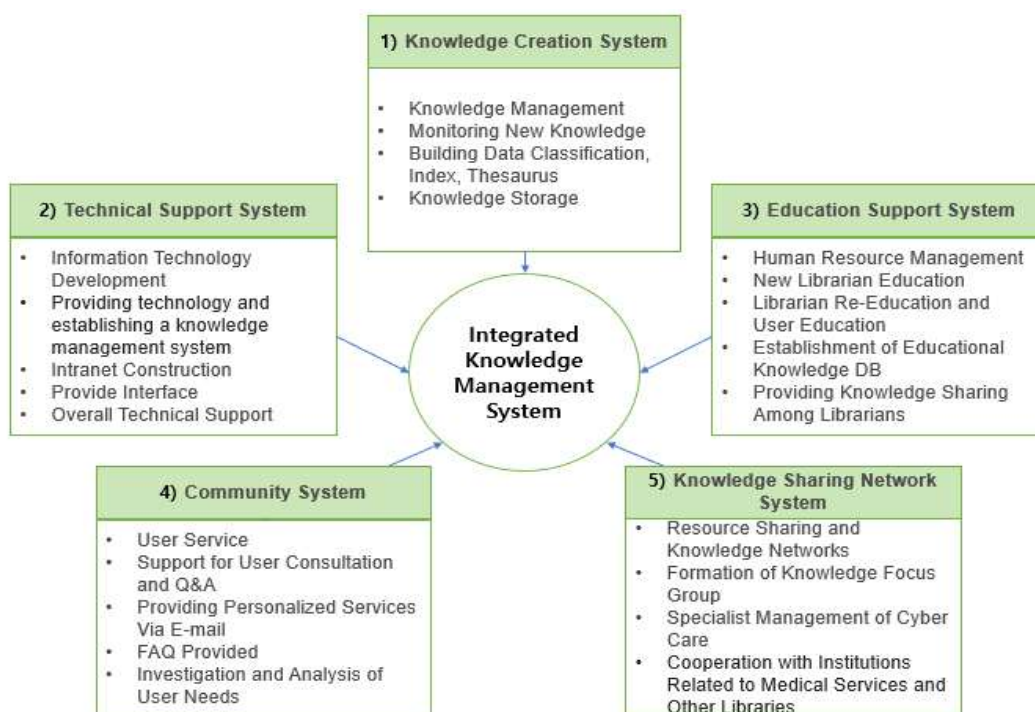 1) Knowledge Creation System
• Knowledge Management
• Monitoring New Knowledge
• Building Data Classification,
Index, Thesaurus
• Knowledge Storage
2) Technical Support System
• Information Technology
Development
• Providing technology and
establishing a knowledge
management system
• Intranet Construction
• Provide Interface
• Overall Technical Support
3) Education Support System
• Human Resource Management
• New Librarian Education
• Librarian Re-Education and
User Education
• Establishment of Educational
Knowledge DB
• Providing Knowledge Sharing
Among Librarians
Integrated
Knowledge
Management
System
4) Community System
• User Service
• Support for User Consultation
and Q&A
• Providing Personalized Services
Via E-mail
• FAQ Provided
• Investigation and Analysis of
User Needs
5) Knowledge Sharing Network
System
• Resource Sharing and
Knowledge Networks
• Formation of Knowledge Focus
Group
• Specialist Management of Cyber
Care
• Cooperation with Institutions
Related to Medical Services and
Other Libraries